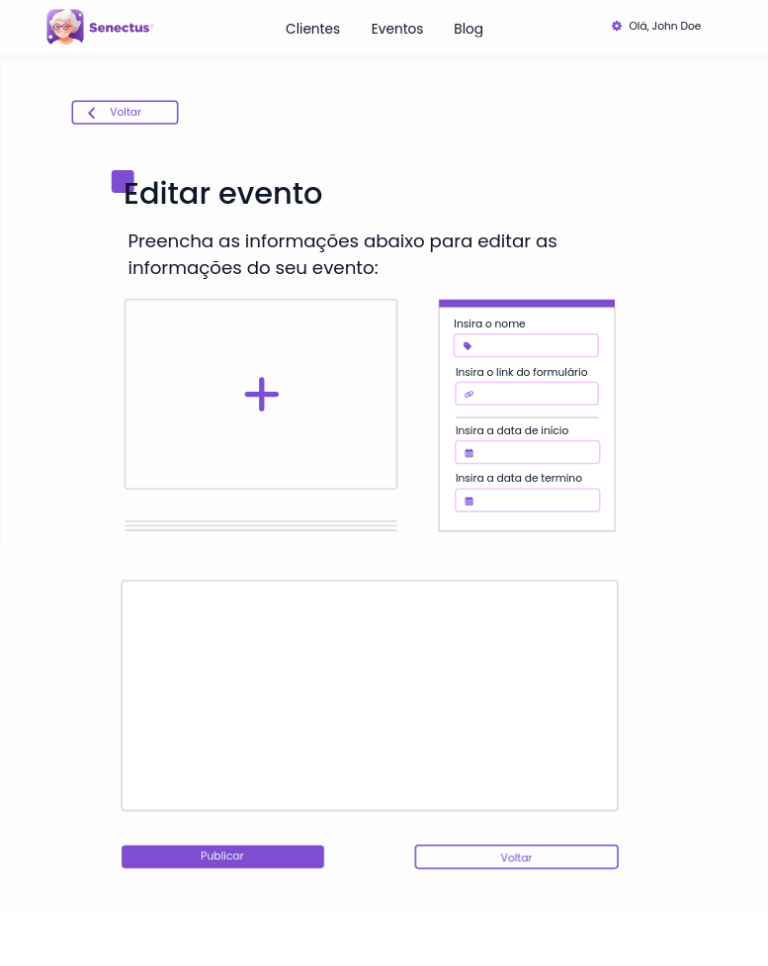 Senectus
Clientes
Eventos
Blog
Olá, John Doe
Voltar
Editar evento
Preencha as informações abaixo para editar as
informações do seu evento:
Insira o nome
Insira o link do formulário
Insira a data de início
Insira a data de termino
Publicar
Voltar